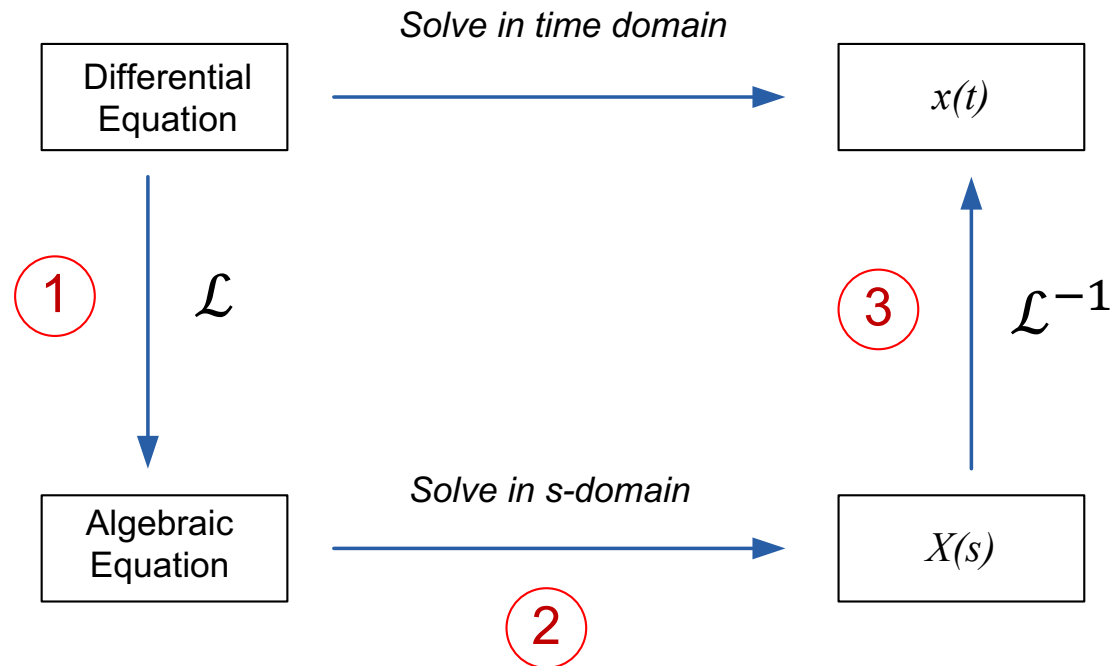 Solve in time domain
Differential
Equation
x(t)
1
ℒ
3
ℒ⁻¹
Solve in s-domain
Algebraic
Equation
X(s)
2